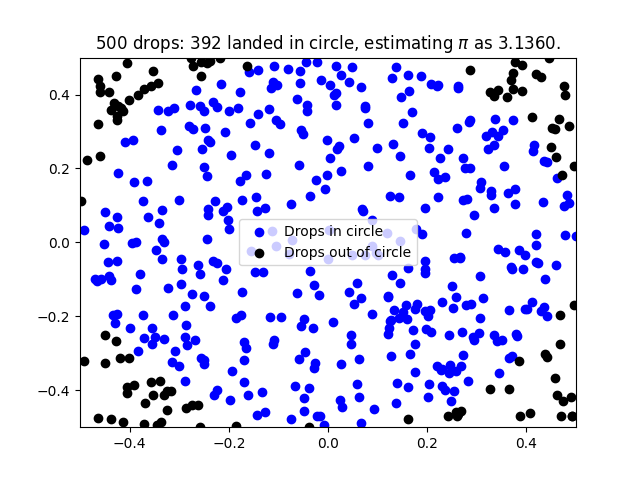 500 drops: 392 landed in circle, estimating π as 3.1360.
0.4
0.2
0.0
−0.2
−0.4
Drops in circle
Drops out of circle
−0.4 −0.2 0.0 0.2 0.4